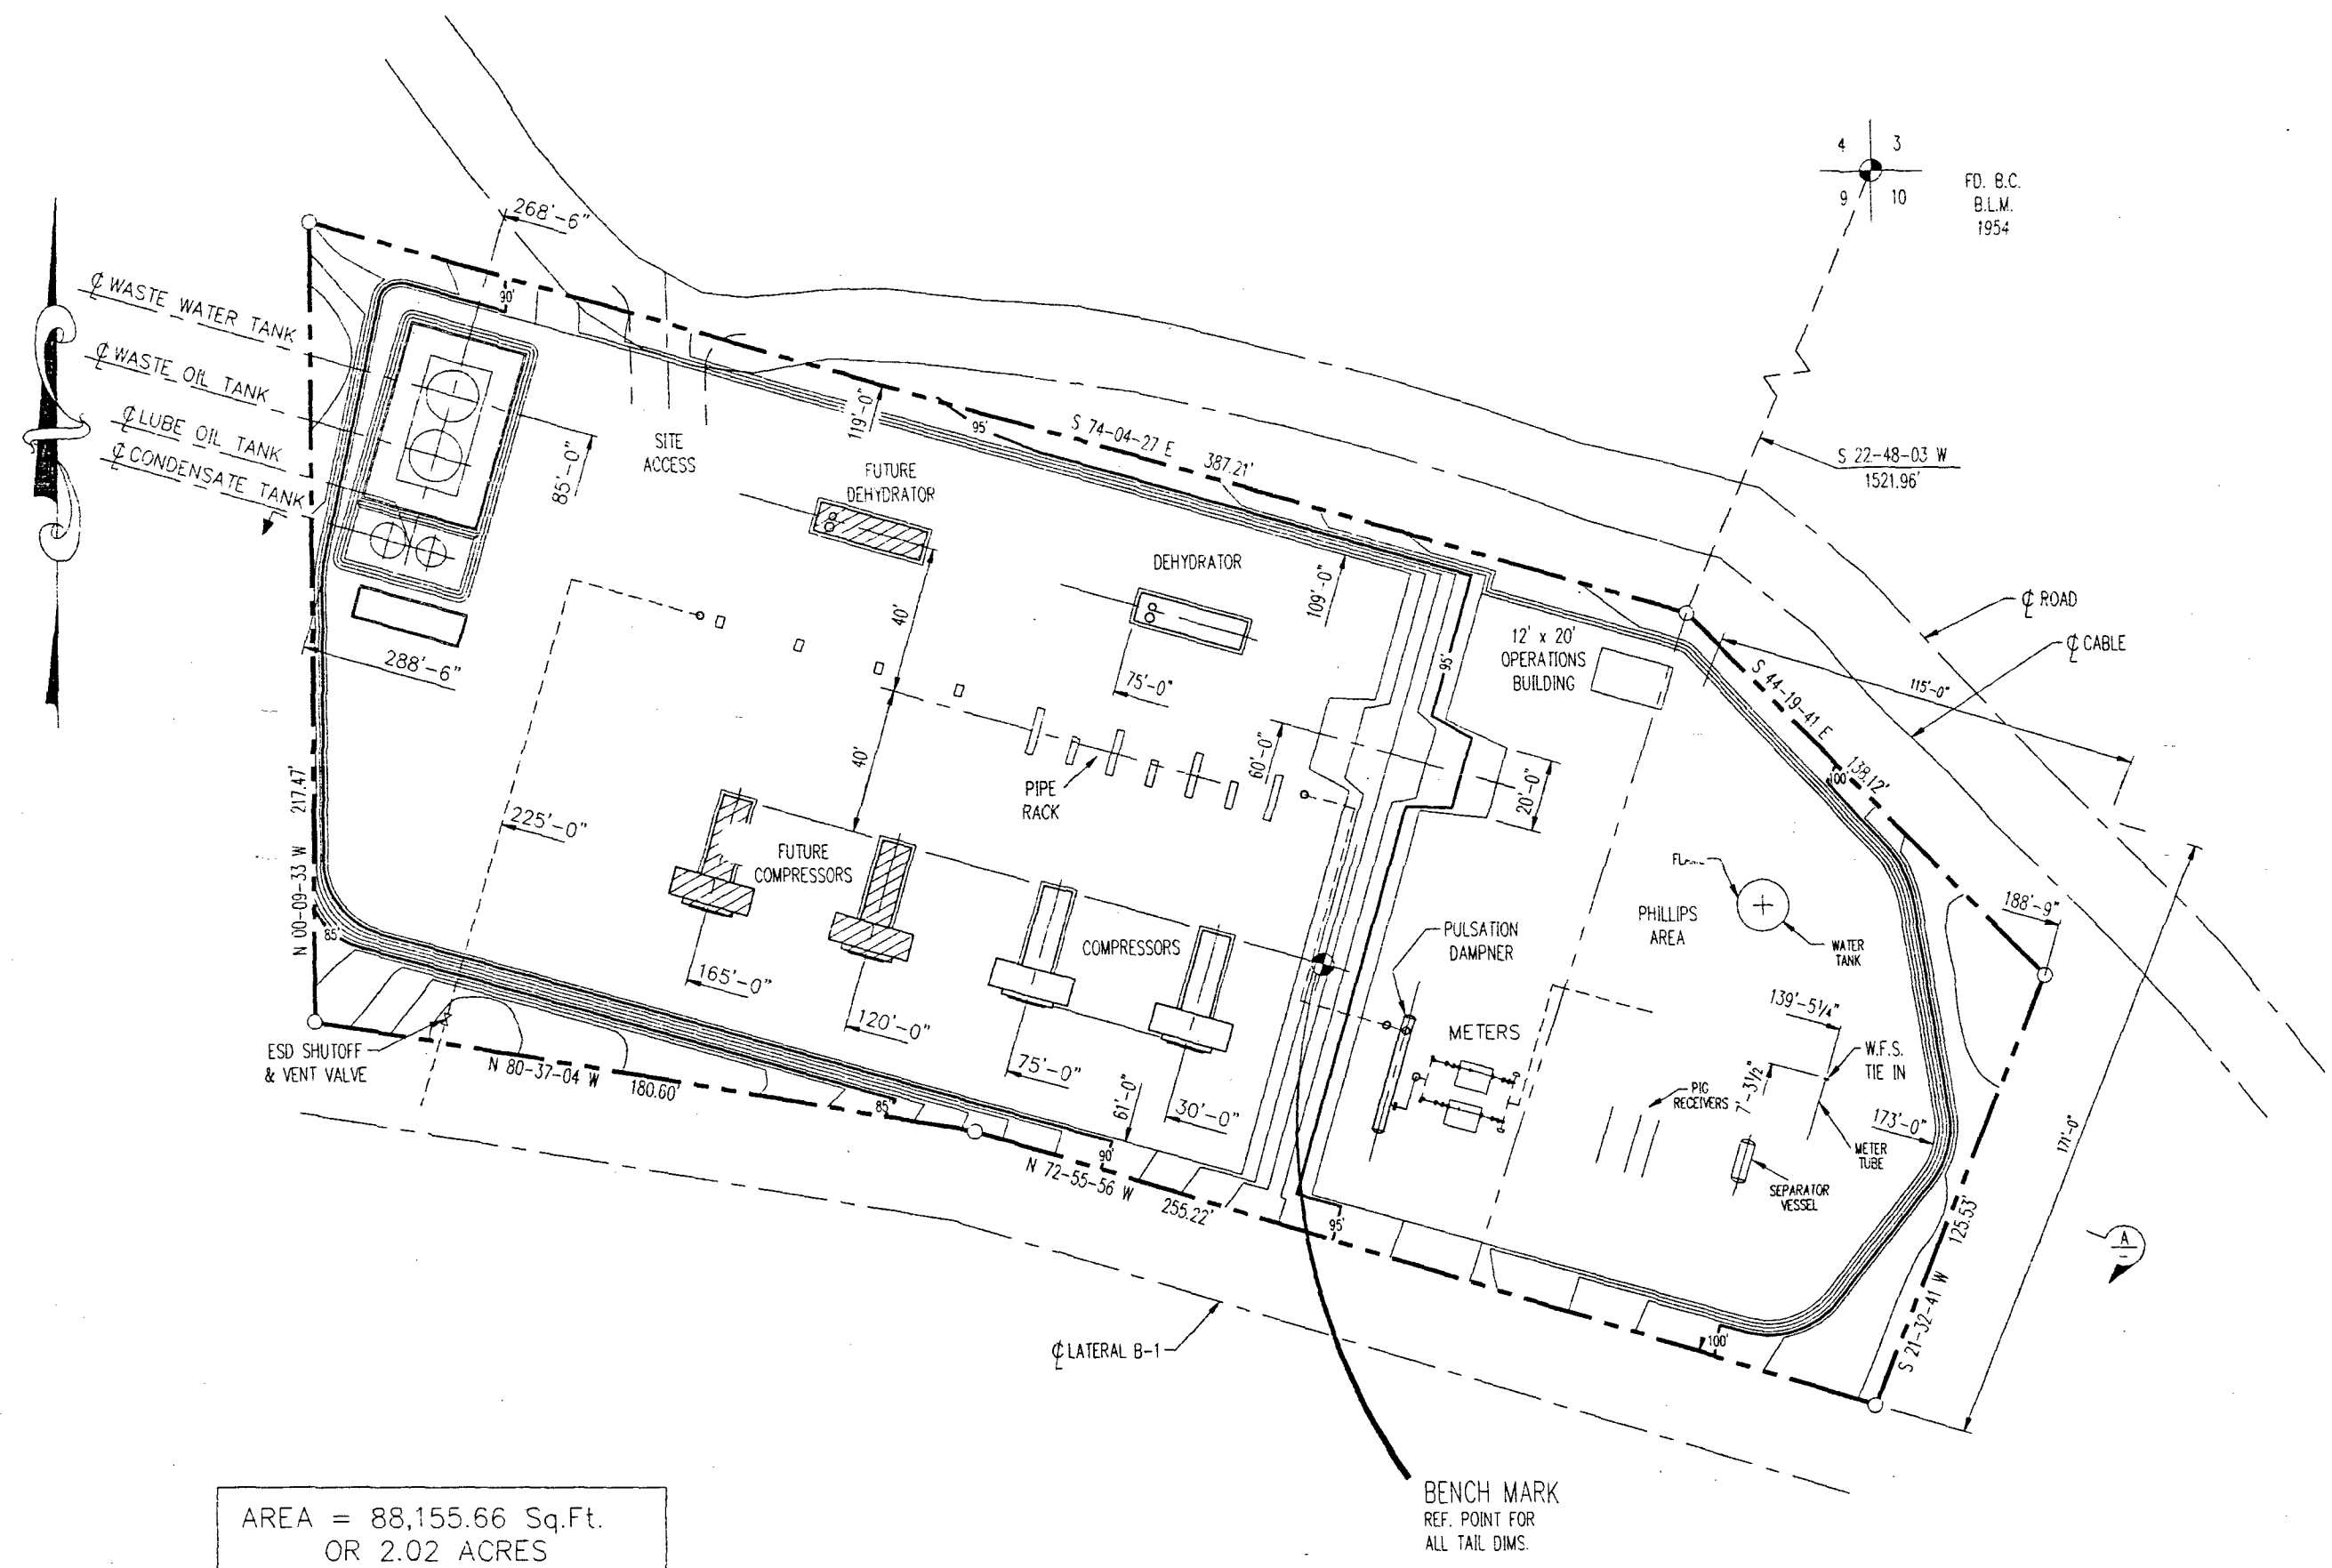 4 3
9 10
FD. B.C.
B.L.M.
1954
268'-6"
℄ WASTE WATER TANK
℄ WASTE OIL TANK
℄ LUBE OIL TANK
℄ CONDENSATE TANK
90'
119'-0"
95'
S 74-04-27 E 387.21'
SITE
ACCESS
85'-0"
FUTURE
DEHYDRATOR
S 22-48-03 W
1521.96'
DEHYDRATOR
109'-0"
℄ ROAD
℄ CABLE
12' x 20'
OPERATIONS
BUILDING
95'
40'
288'-6"
75'-0"
S 44-19-41 E 138.12'
115'-0"
100'
40'
60'-0"
20'-0"
PIPE
RACK
N 00-09-33 W 217.47'
225'-0"
FUTURE
COMPRESSORS
WATER
TANK
PHILLIPS
AREA
188'-9"
85'
COMPRESSORS
PULSATION
DAMPNER
165'-0"
120'-0"
75'-0"
30'-0"
61'-0"
METERS
139'-5¼"
7'-3½"
W.F.S.
TIE IN
ESD SHUTOFF
& VENT VALVE
N 80-37-04 W 180.60'
85'
PIG
RECEIVERS
173'-0"
METER
TUBE
SEPARATOR
VESSEL
171'-0"
90'
N 72-55-56 W 255.22'
95'
S 21-32-41 W 125.53'
A
-
100'
℄ LATERAL B-1
BENCH MARK
REF. POINT FOR
ALL TAIL DIMS.
AREA = 88,155.66 Sq.Ft.
OR 2.02 ACRES